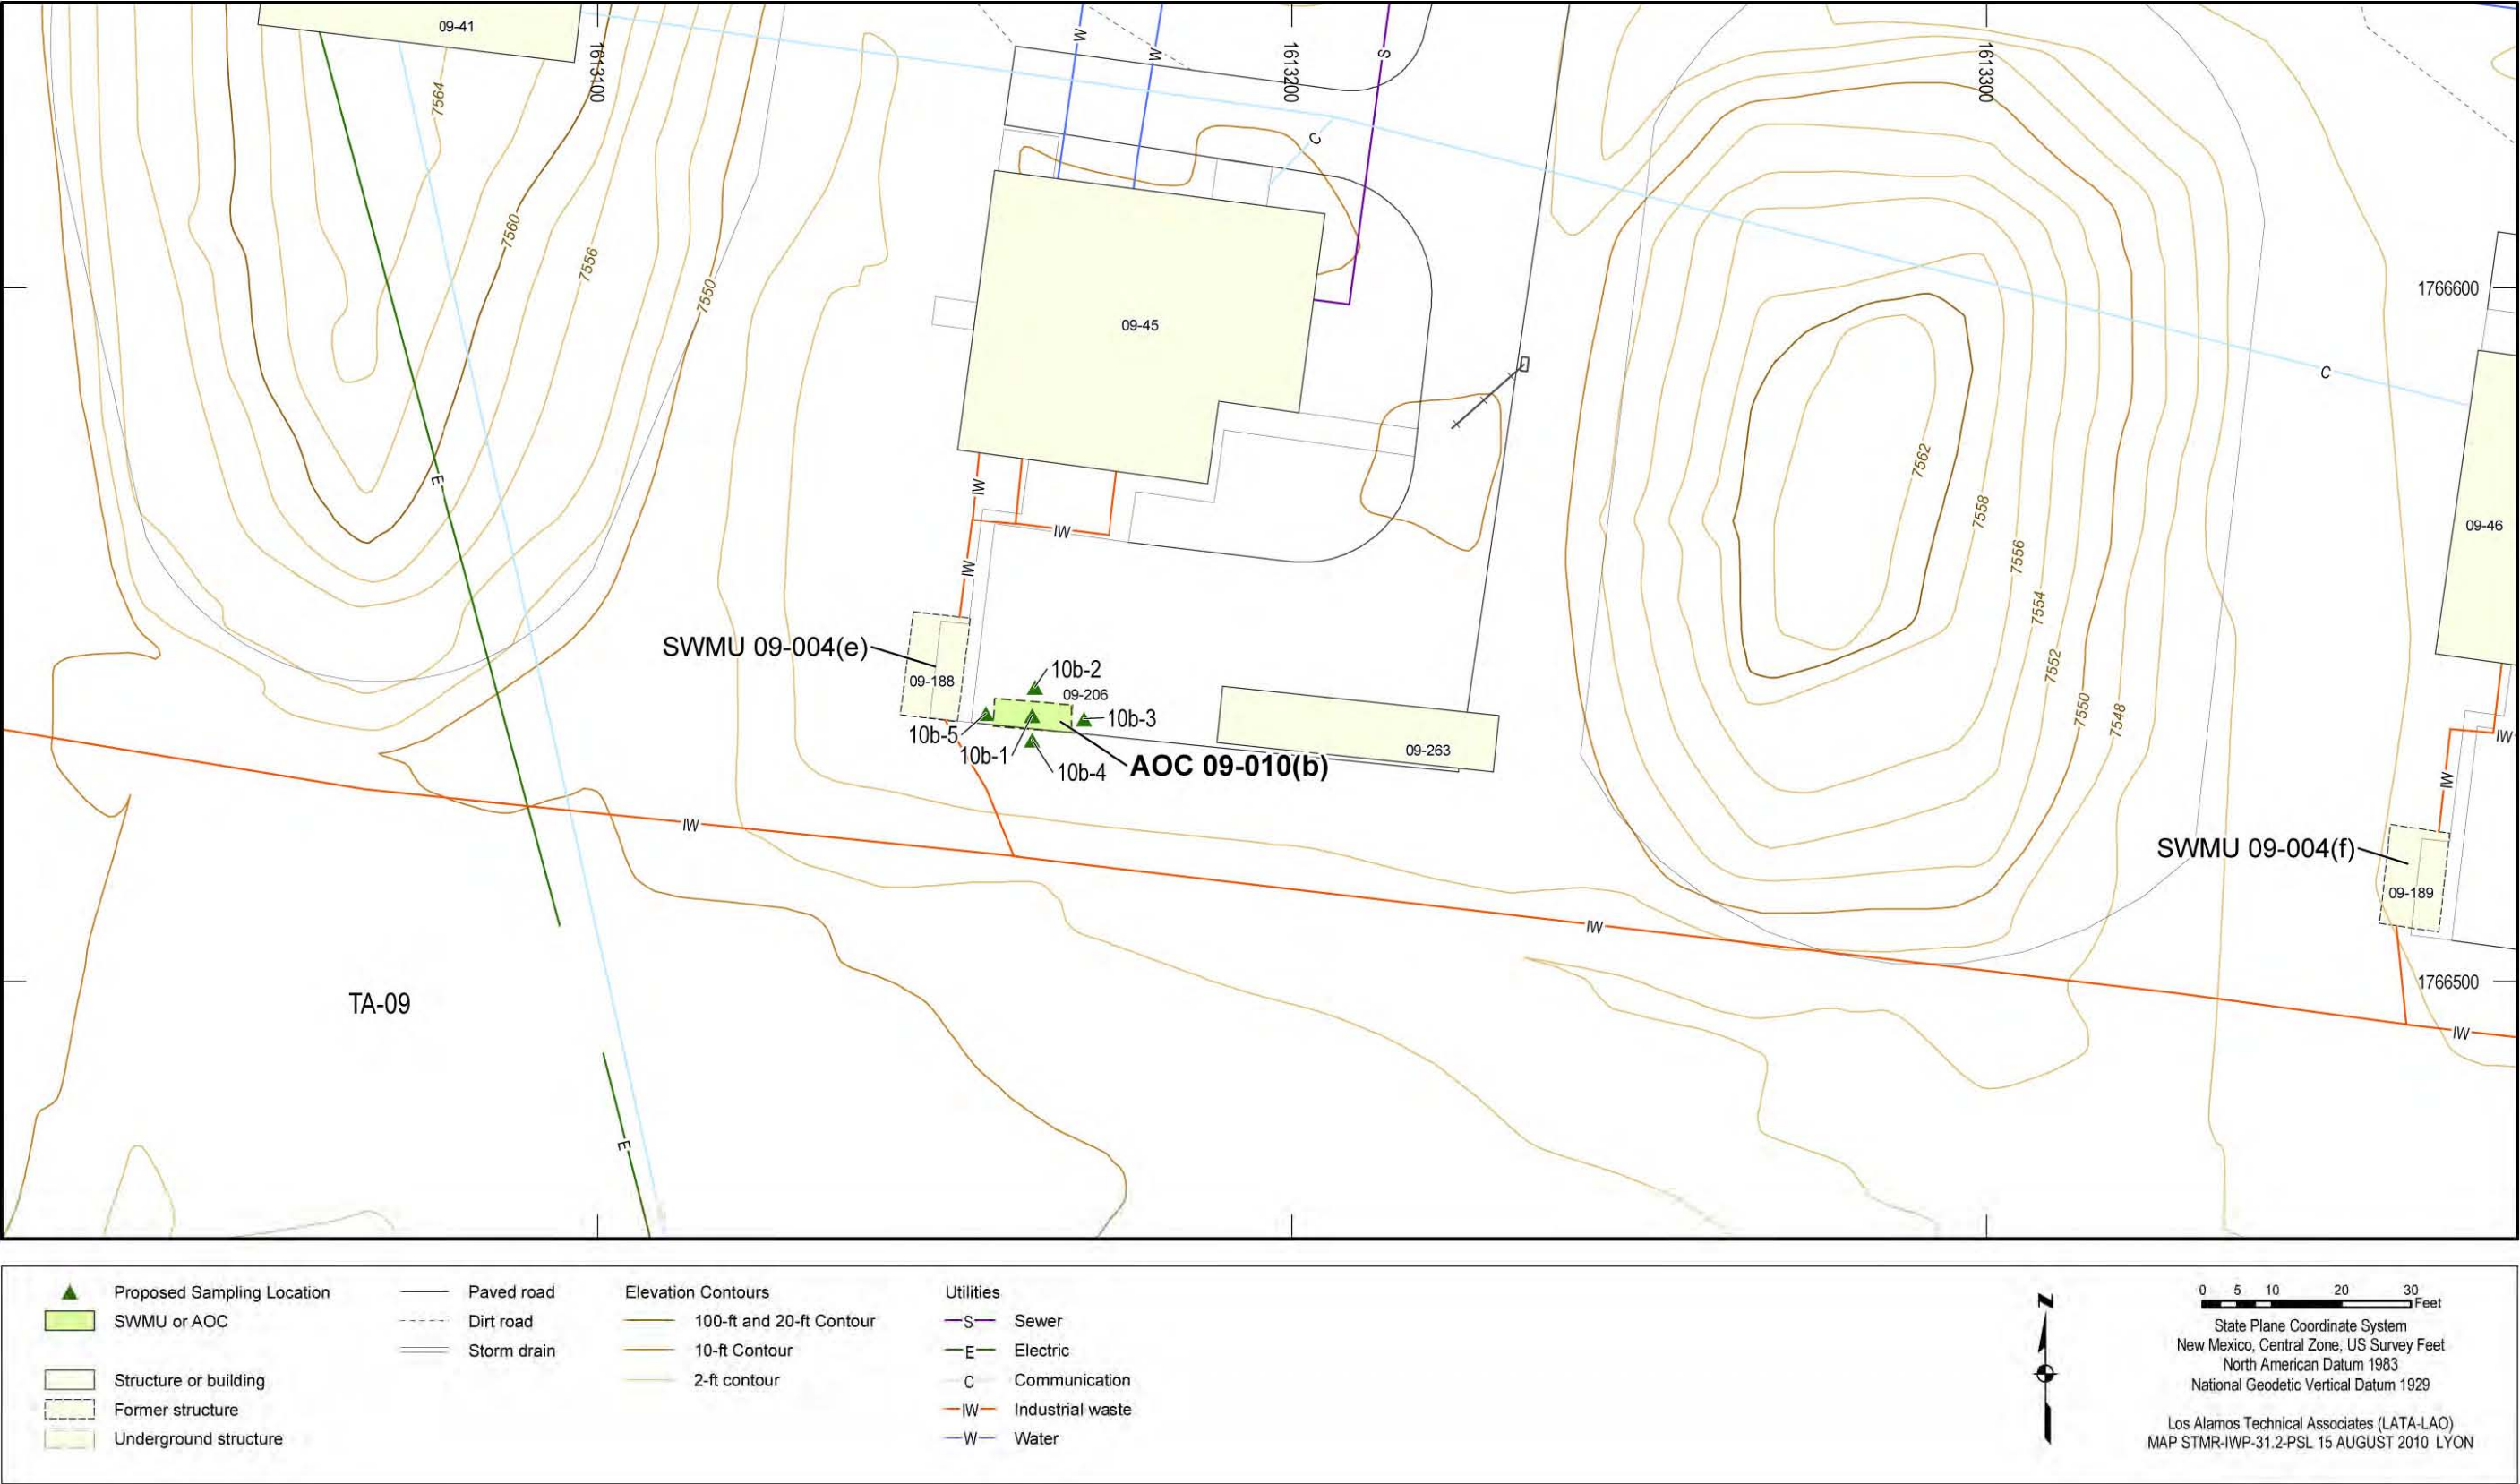 09-41
1613100
W
W
1613200
S
1613300
7564
C
7560
7556
7550
1766600
09-45
C
E
7562
IW
7558
09-46
IW
7556
IW
7554
SWMU 09-004(e)
09-188
10b-2
09-206
7552
10b-3
7550
7548
10b-5
10b-1
10b-4
AOC 09-010(b)
09-263
IW
IW
IW
SWMU 09-004(f)
09-189
IW
1766500
TA-09
IW
E
Proposed Sampling Location
SWMU or AOC
Structure or building
Former structure
Underground structure
Paved road
Dirt road
Storm drain
Elevation Contours
100-ft and 20-ft Contour
10-ft Contour
2-ft contour
Utilities
S Sewer
E Electric
C Communication
IW Industrial waste
W Water
N
0 5 10 20 30
Feet
State Plane Coordinate System
New Mexico, Central Zone, US Survey Feet
North American Datum 1983
National Geodetic Vertical Datum 1929
Los Alamos Technical Associates (LATA-LAO)
MAP STMR-IWP-31.2-PSL 15 AUGUST 2010 LYON